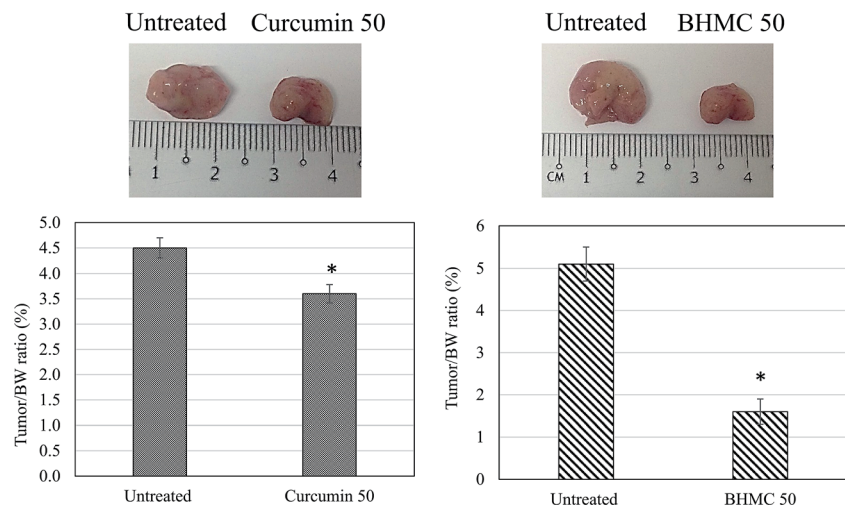 Untreated Curcumin 50
1 2 3 4
5.0
4.5
4.0
3.5
3.0
2.5
2.0
1.5
1.0
0.5
0.0
Tumor/BW ratio (%)
*
Untreated Curcumin 50
Untreated BHMC 50
CM 1 2 3 4
6
5
4
3
2
1
0
Tumor/BW ratio (%)
*
Untreated BHMC 50